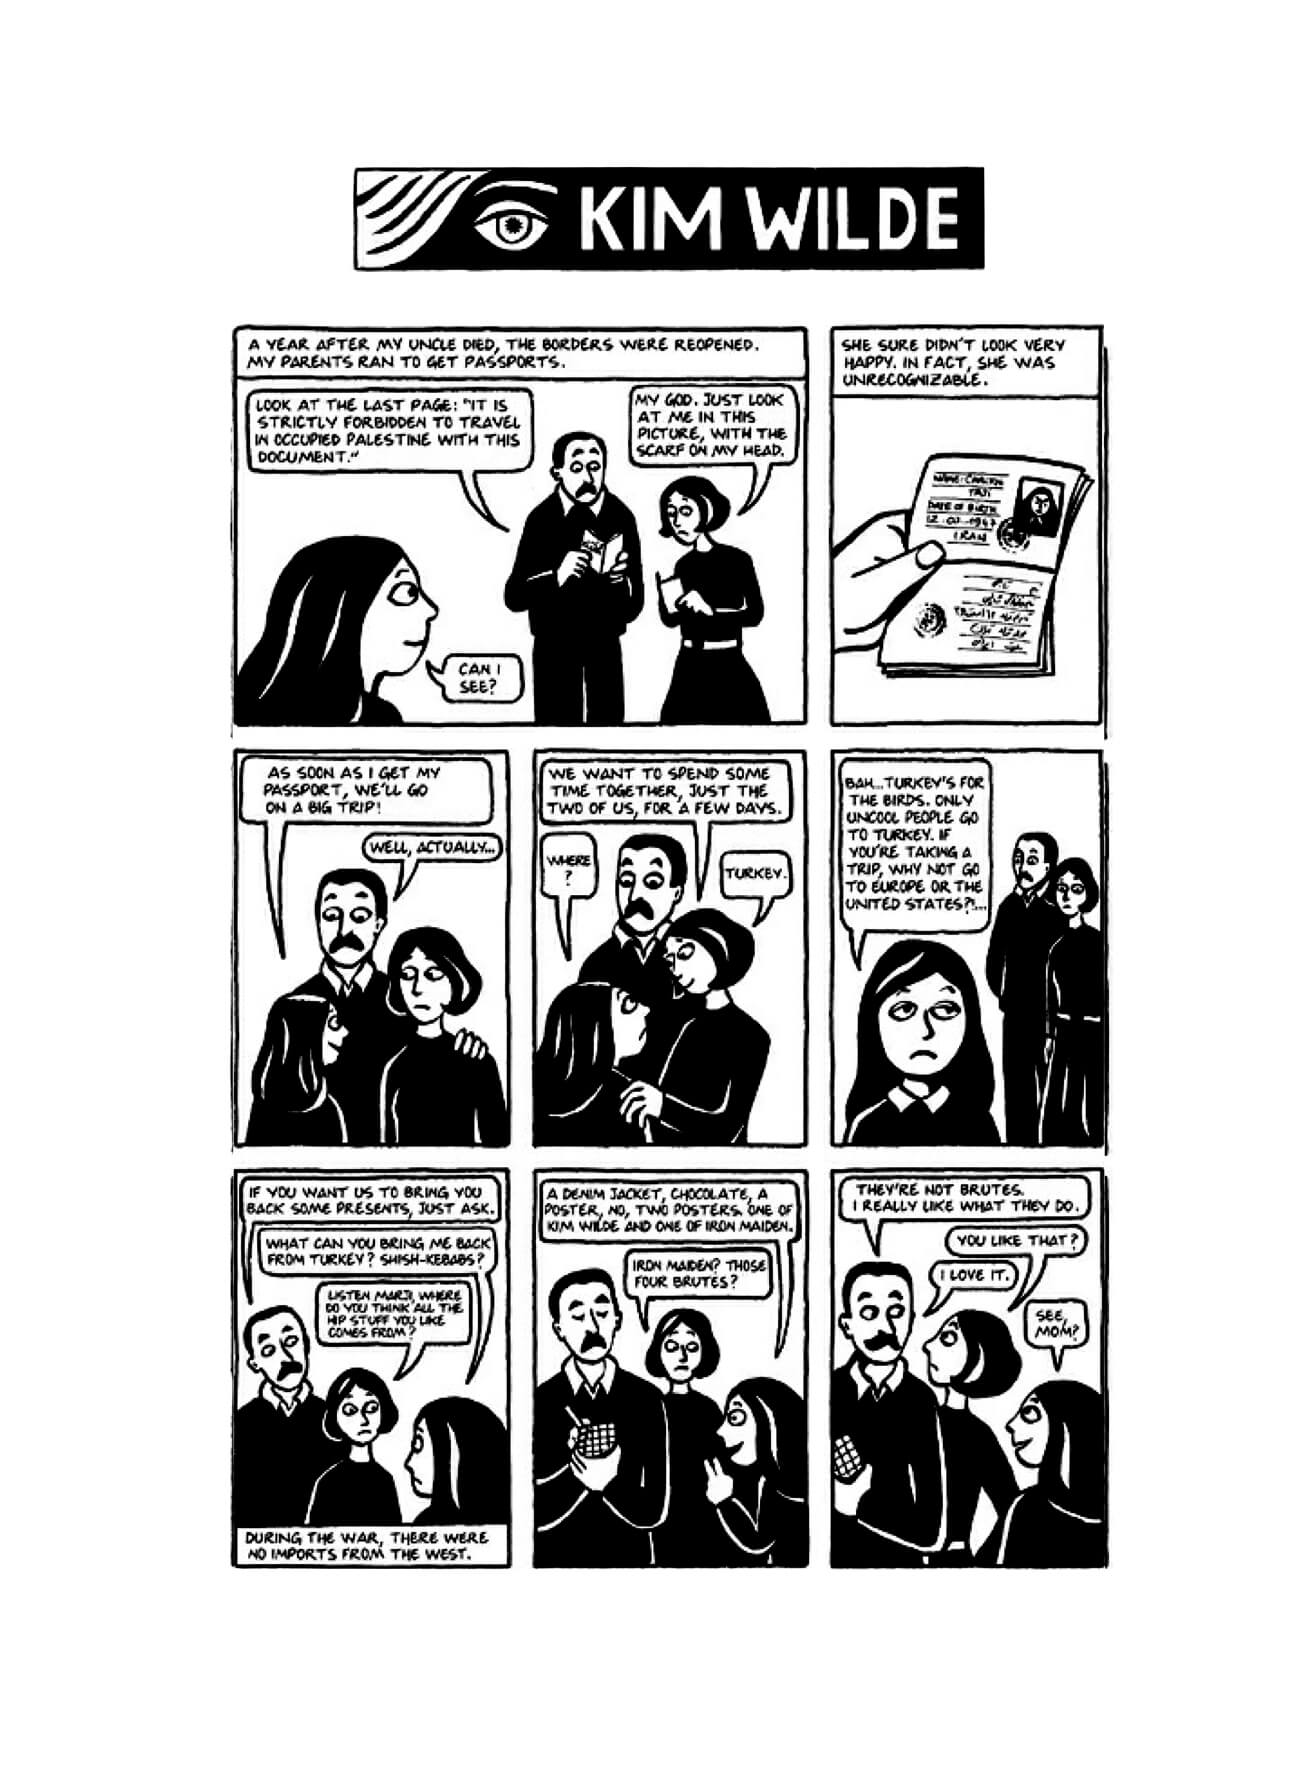 KIM WILDE
A YEAR AFTER MY UNCLE DIED, THE BORDERS WERE REOPENED.
MY PARENTS RAN TO GET PASSPORTS.
LOOK AT THE LAST PAGE: "IT IS
STRICTLY FORBIDDEN TO TRAVEL
IN OCCUPIED PALESTINE WITH THIS
DOCUMENT."
MY GOD. JUST LOOK
AT ME IN THIS
PICTURE, WITH THE
SCARF ON MY HEAD.
CAN I
SEE?
SHE SURE DIDN'T LOOK VERY
HAPPY. IN FACT, SHE WAS
UNRECOGNIZABLE.
TAJI
DATE OF BIRTH
IRAN
AS SOON AS I GET MY
PASSPORT, WE'LL GO
ON A BIG TRIP!
WELL, ACTUALLY...
WE WANT TO SPEND SOME
TIME TOGETHER, JUST THE
TWO OF US, FOR A FEW DAYS.
WHERE
?
TURKEY.
BAH...TURKEY'S FOR
THE BIRDS. ONLY
UNCOOL PEOPLE GO
TO TURKEY. IF
YOU'RE TAKING A
TRIP, WHY NOT GO
TO EUROPE OR THE
UNITED STATES?!...
IF YOU WANT US TO BRING YOU
BACK SOME PRESENTS, JUST ASK.
WHAT CAN YOU BRING ME BACK
FROM TURKEY? SHISH-KEBABS?
LISTEN MARJI, WHERE
DO YOU THINK ALL THE
HIP STUFF YOU LIKE
COMES FROM?
DURING THE WAR, THERE WERE
NO IMPORTS FROM THE WEST.
A DENIM JACKET, CHOCOLATE, A
POSTER, NO, TWO POSTERS. ONE OF
KIM WILDE AND ONE OF IRON MAIDEN.
IRON MAIDEN? THOSE
FOUR BRUTES?
THEY'RE NOT BRUTES.
I REALLY LIKE WHAT THEY DO.
YOU LIKE THAT?
I LOVE IT.
SEE,
MOM?